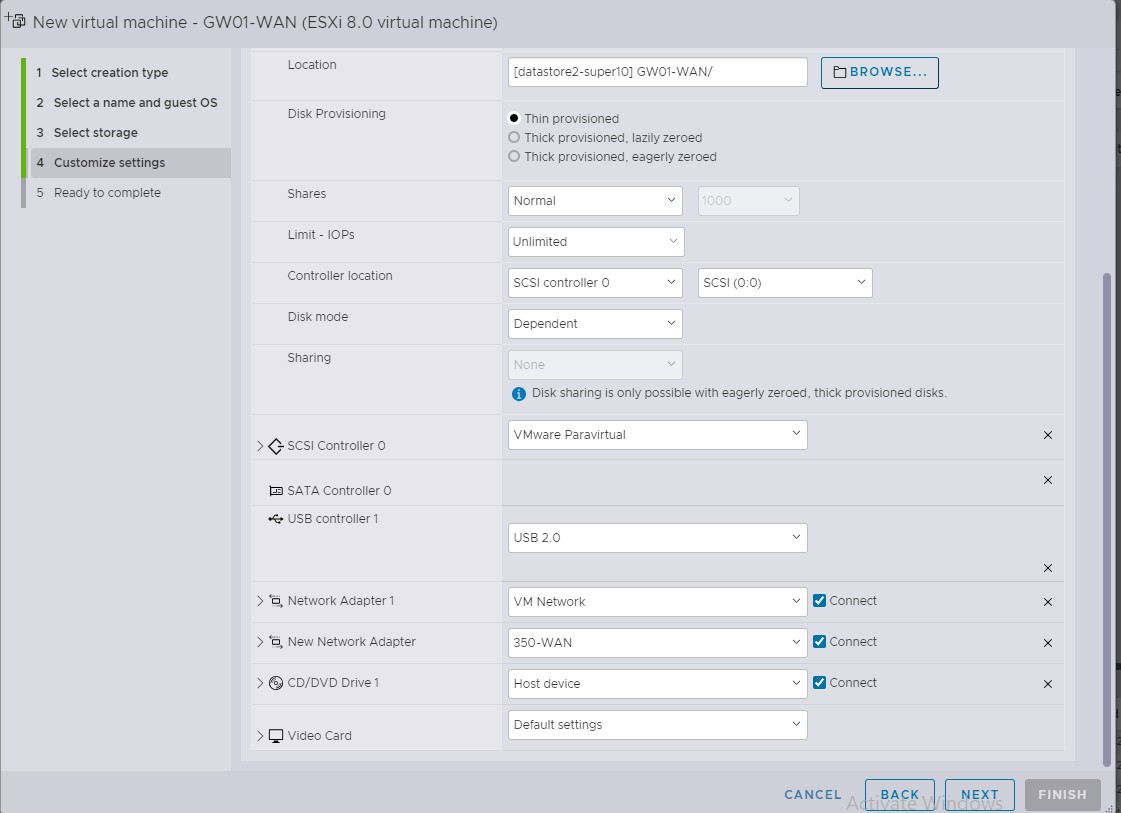 New virtual machine - GW01-WAN (ESXi 8.0 virtual machine)
1 Select creation type
2 Select a name and guest OS
3 Select storage
4 Customize settings
5 Ready to complete
Location [datastore2-super10] GW01-WAN/ BROWSE...
Disk Provisioning
Thin provisioned
Thick provisioned, lazily zeroed
Thick provisioned, eagerly zeroed
Shares Normal 1000
Limit - IOPs Unlimited
Controller location SCSI controller 0 SCSI (0:0)
Disk mode Dependent
Sharing None
Disk sharing is only possible with eagerly zeroed, thick provisioned disks.
SCSI Controller 0 VMware Paravirtual
SATA Controller 0
USB controller 1 USB 2.0
Network Adapter 1 VM Network Connect
New Network Adapter 350-WAN Connect
CD/DVD Drive 1 Host device Connect
Video Card Default settings
CANCEL BACK NEXT FINISH
Activate Windows